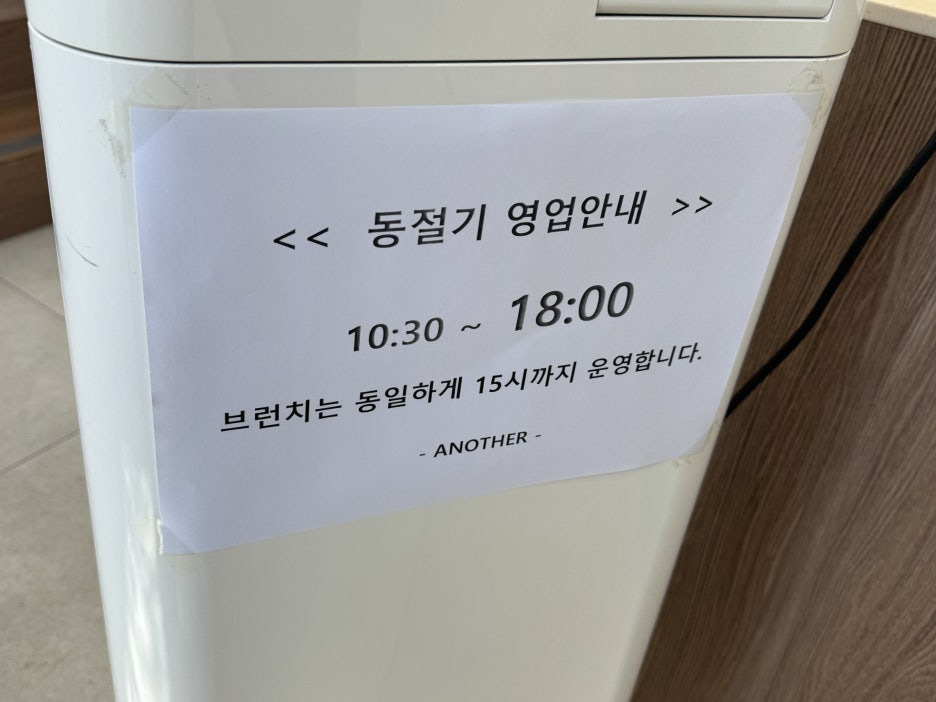 << 동절기 영업안내 >>
10:30 ~ 18:00
브런치는 동일하게 15시까지 운영합니다.
- ANOTHER -